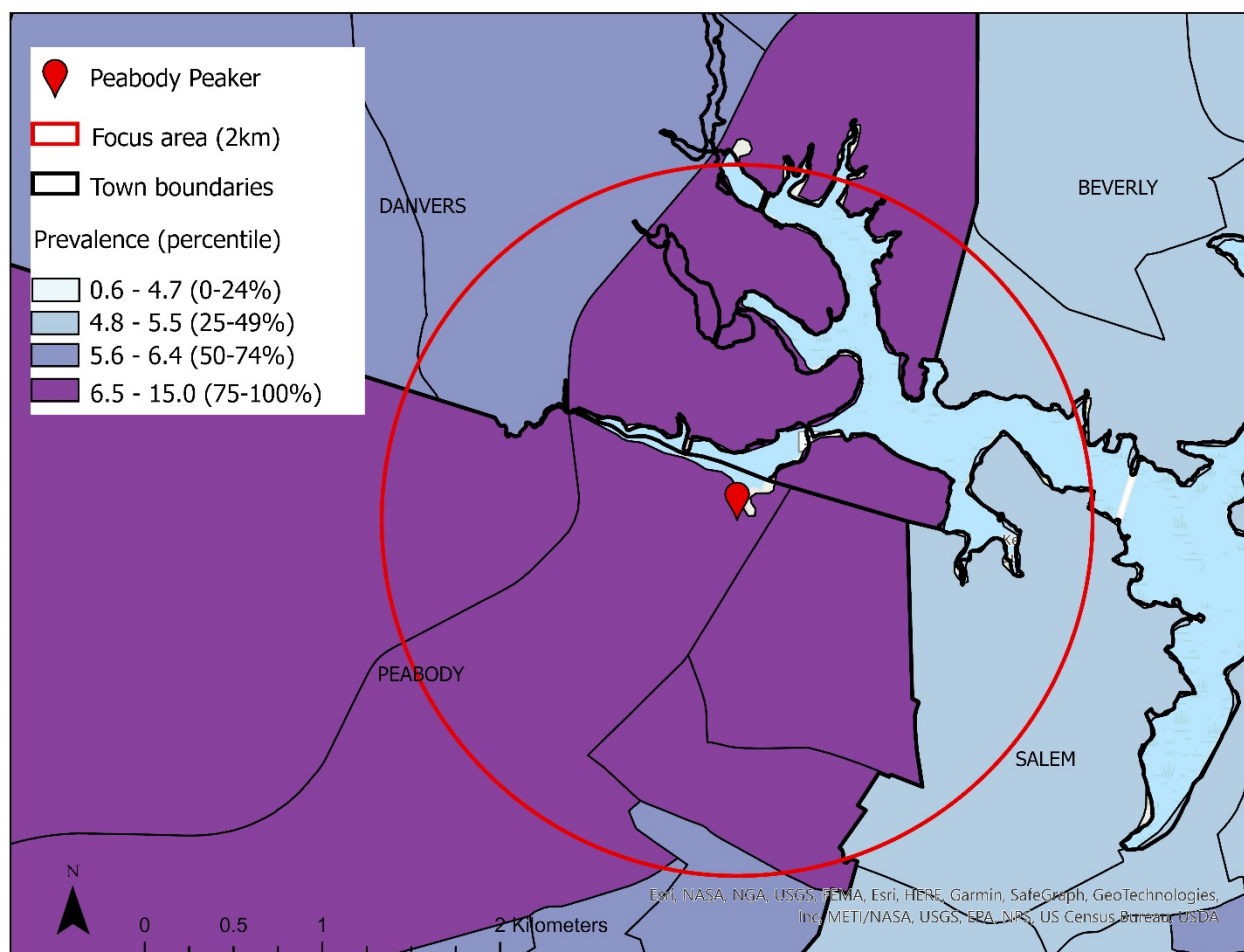 Peabody Peaker
Focus area (2km)
Town boundaries
Prevalence (percentile)
0.6 - 4.7 (0-24%)
4.8 - 5.5 (25-49%)
5.6 - 6.4 (50-74%)
6.5 - 15.0 (75-100%)
DANVERS
BEVERLY
PEABODY
SALEM
N
0 0.5 1 2 Kilometers
Esri, NASA, NGA, USGS, FEMA, Esri, HERE, Garmin, SafeGraph, GeoTechnologies,
Inc, METI/NASA, USGS, EPA, NPS, US Census Bureau, USDA